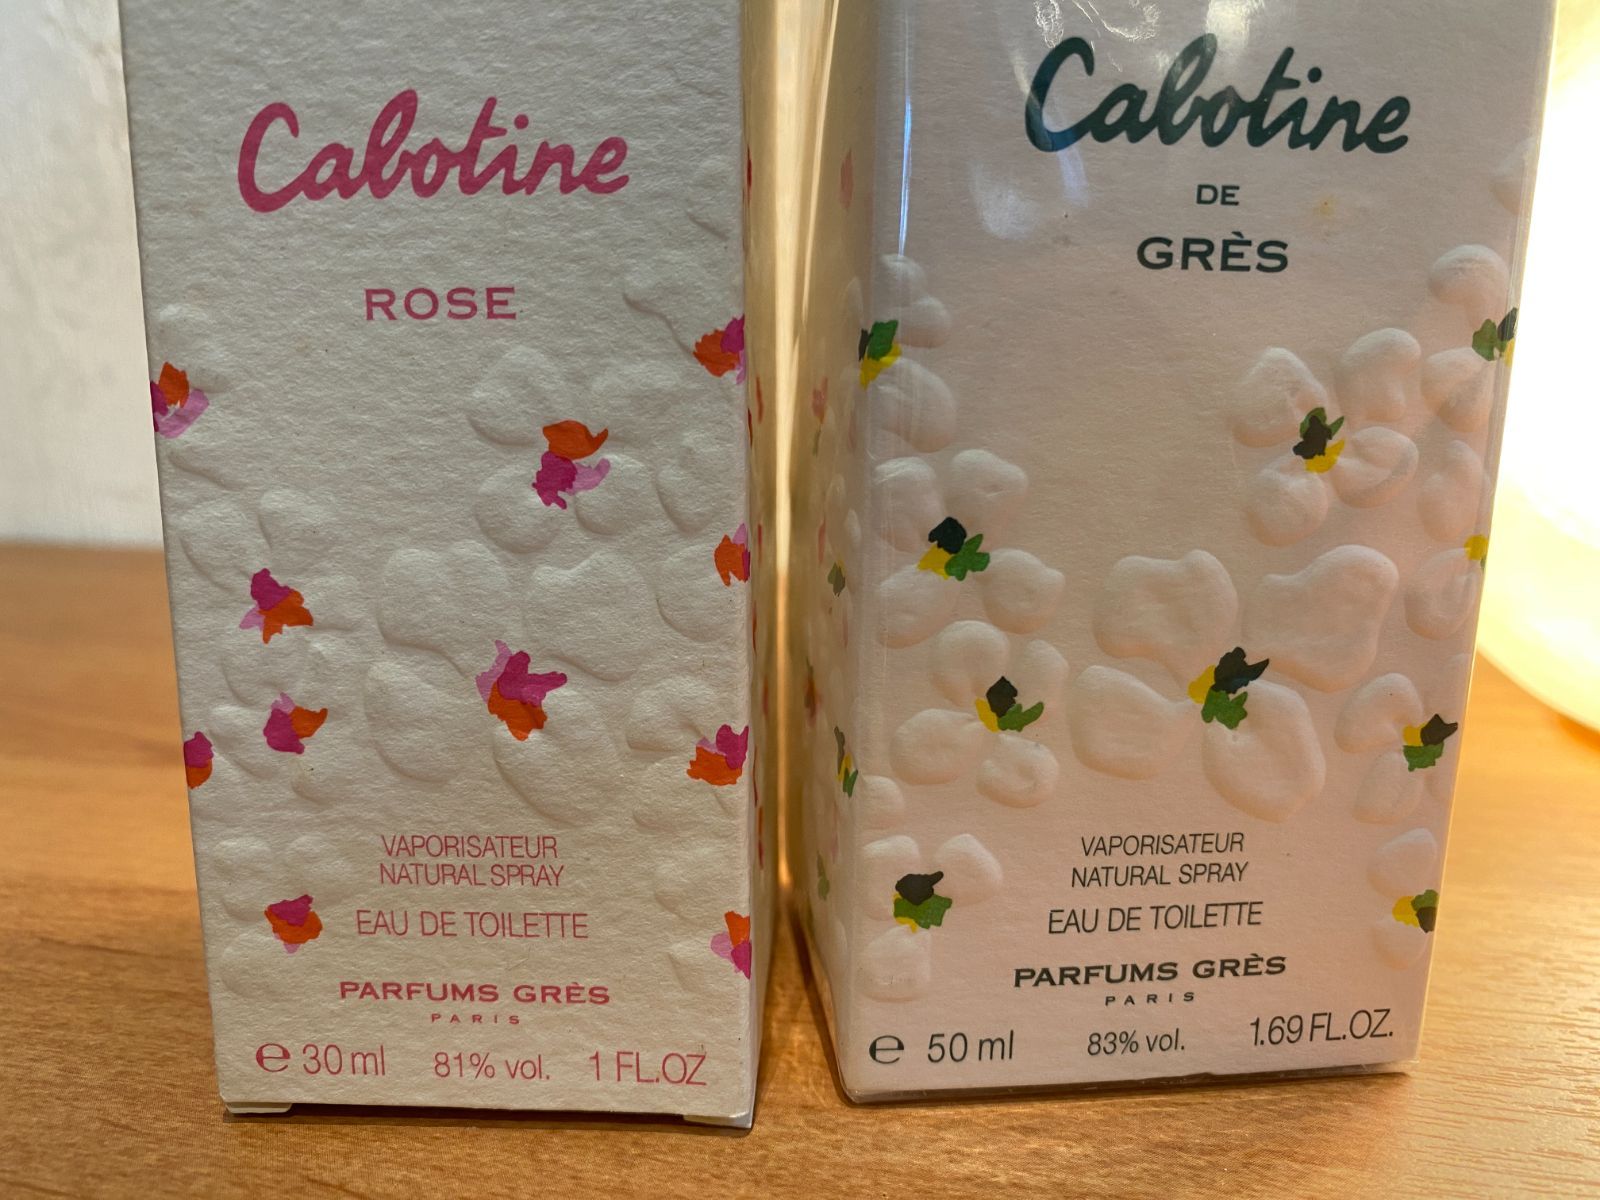 Cabotine
ROSE
VAPORISATEUR
NATURAL SPRAY
EAU DE TOILETTE
PARFUMS GRÈS
PARIS
℮ 30 ml 81% vol. 1 FL.OZ
Cabotine
DE
GRÈS
VAPORISATEUR
NATURAL SPRAY
EAU DE TOILETTE
PARFUMS GRÈS
PARIS
℮ 50 ml 83% vol. 1.69 FL.OZ.